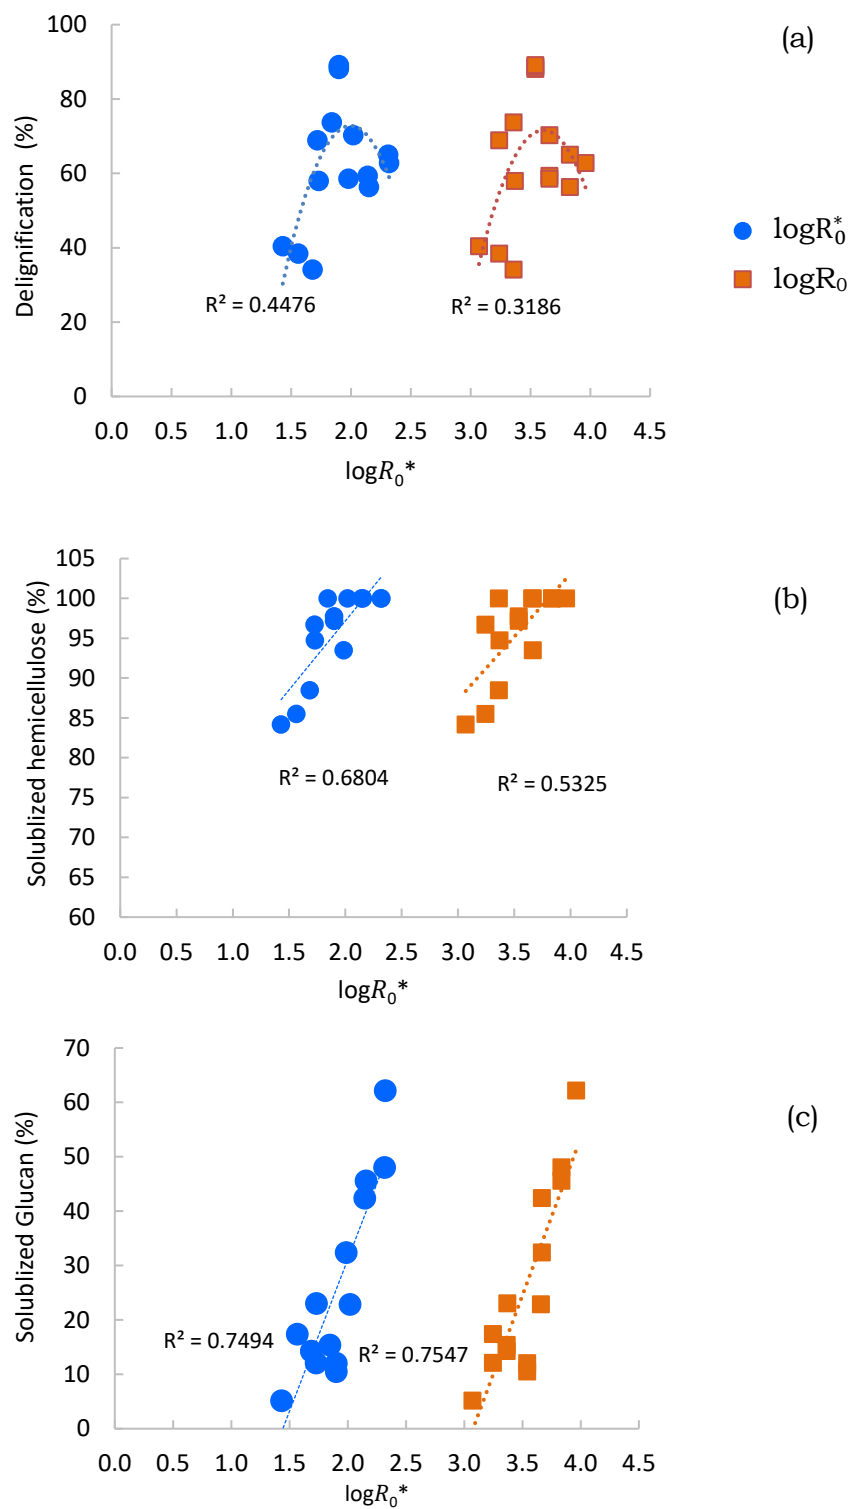 (a)
Delignification (%)
100
80
60
40
20
0
R² = 0.4476
R² = 0.3186
logR₀*
logR₀
0.0 0.5 1.0 1.5 2.0 2.5 3.0 3.5 4.0 4.5
logR₀*
(b)
Solublized hemicellulose (%)
105
100
95
90
85
80
75
70
65
60
R² = 0.6804
R² = 0.5325
0.0 0.5 1.0 1.5 2.0 2.5 3.0 3.5 4.0 4.5
logR₀*
(c)
Solublized Glucan (%)
70
60
50
40
30
20
10
0
R² = 0.7494
R² = 0.7547
0.0 0.5 1.0 1.5 2.0 2.5 3.0 3.5 4.0 4.5
logR₀*